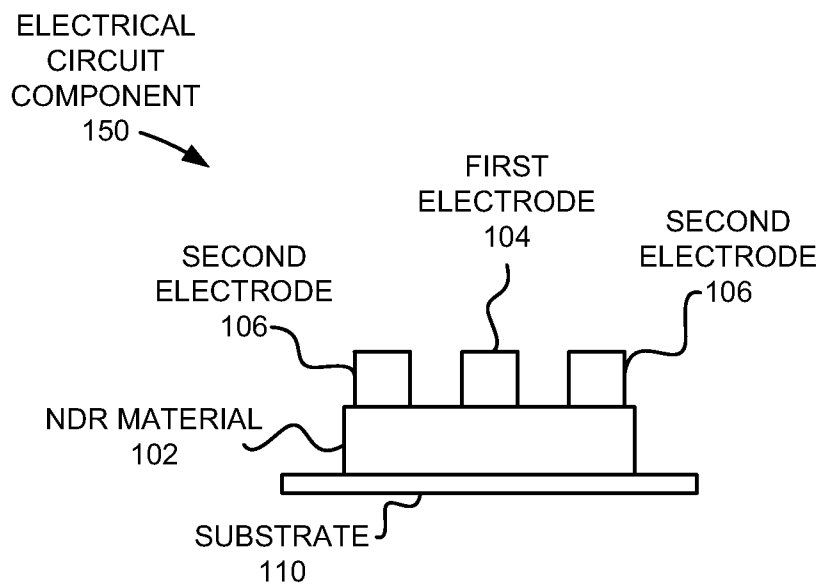 ELECTRICAL
CIRCUIT
COMPONENT
150
FIRST
ELECTRODE
104
SECOND
ELECTRODE
106
SECOND
ELECTRODE
106
NDR MATERIAL
102
SUBSTRATE
110